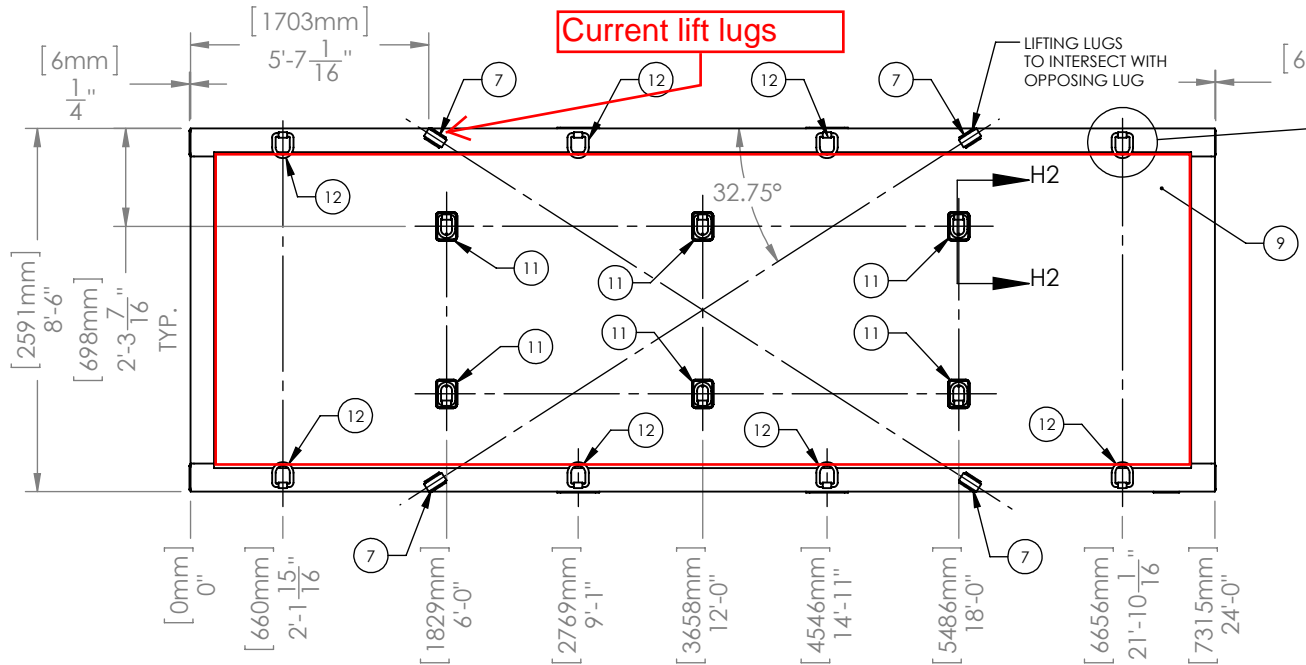 [1703mm]
5'-7 1/16"
Current lift lugs
LIFTING LUGS
TO INTERSECT WITH
OPPOSING LUG
[6mm]
1/4"
[6
7
12
12
7
12
32.75°
H2
9
11
11
11
H2
[2591mm]
8'-6"
[698mm]
2'-3 7/16"
TYP.
11
11
11
12
12
12
12
7
7
[0mm]
0"
[660mm]
2'-1 15/16"
[1829mm]
6'-0"
[2769mm]
9'-1"
[3658mm]
12'-0"
[4546mm]
14'-11"
[5486mm]
18'-0"
[6656mm]
21'-10 1/16"
[7315mm]
24'-0"